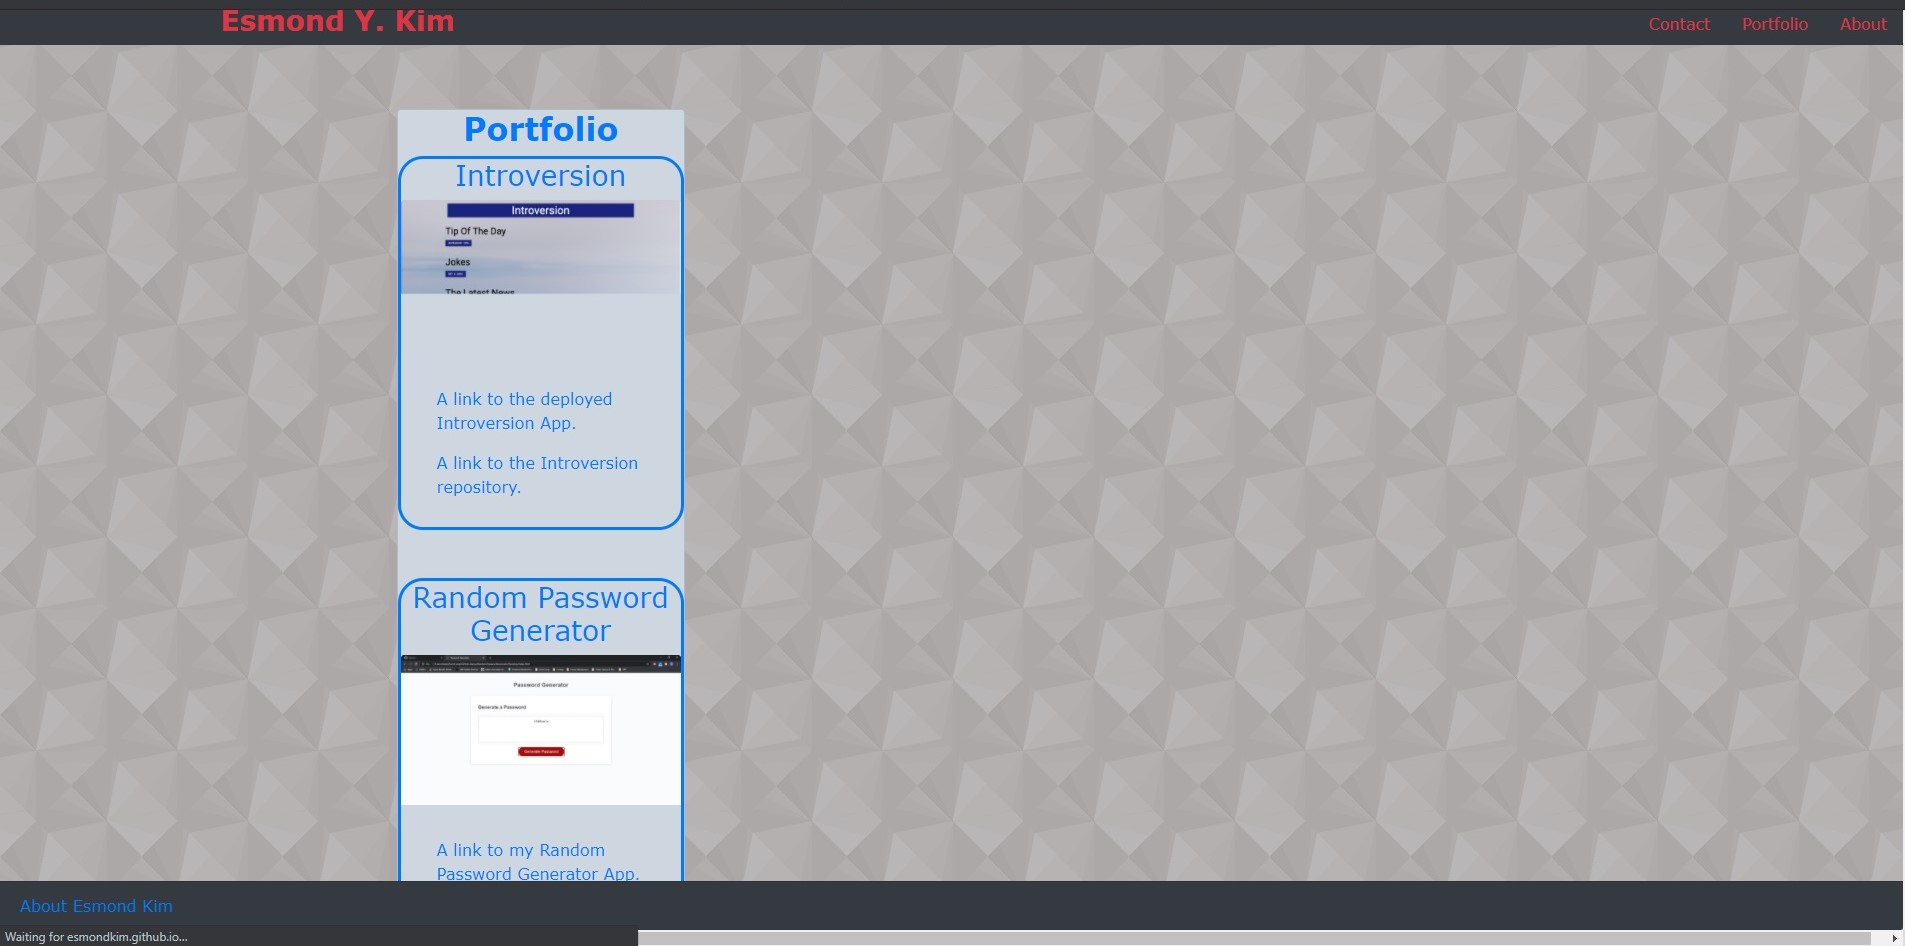 Esmond Y. Kim
Contact Portfolio About
Portfolio
Introversion
Introversion
Tip Of The Day
Jokes
The Latest News
A link to the deployed
Introversion App.
A link to the Introversion
repository.
Random Password
Generator
Password Generator
Generate a Password
Generate Password
A link to my Random
Password Generator App.
About Esmond Kim
Waiting for esmondkim.github.io...